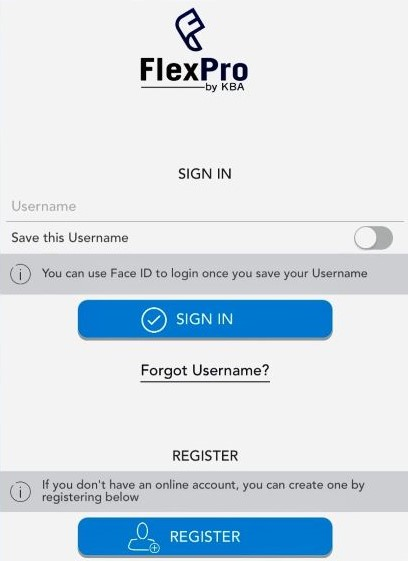 FlexPro
by KBA
SIGN IN
Username
Save this Username
You can use Face ID to login once you save your Username
SIGN IN
Forgot Username?
REGISTER
If you don't have an online account, you can create one by
registering below
REGISTER